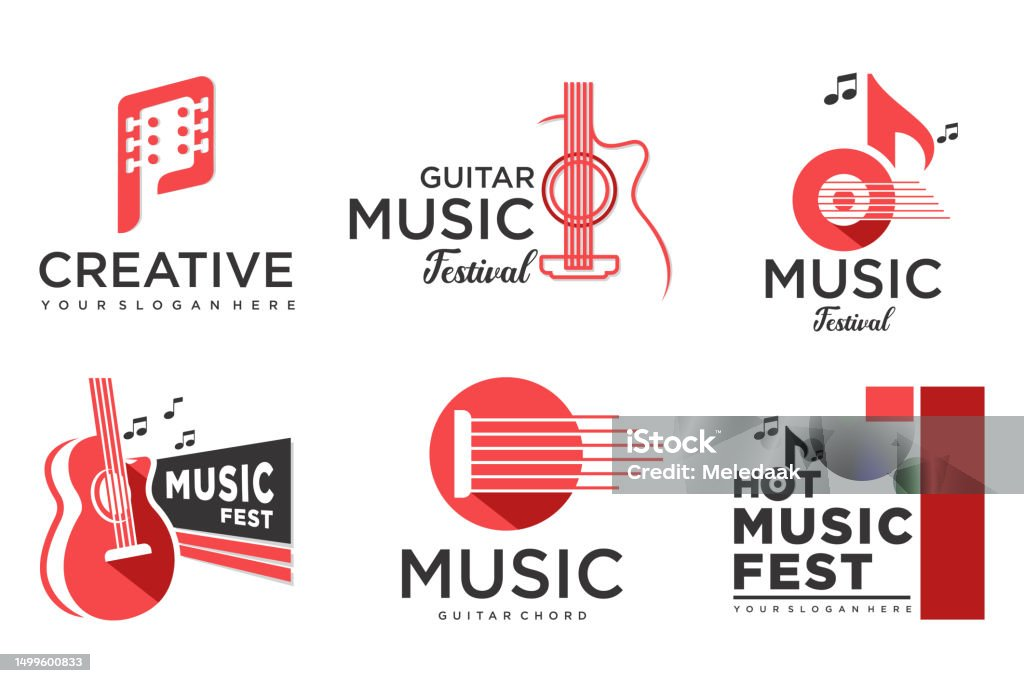 CREATIVE
YOUR SLOGAN HERE
GUITAR
MUSIC
Festival
MUSIC
Festival
MUSIC
FEST
MUSIC
GUITAR CHORD
HOT
MUSIC
FEST
YOUR SLOGAN HERE
iStock™
Credit: Meledaak
1499600833